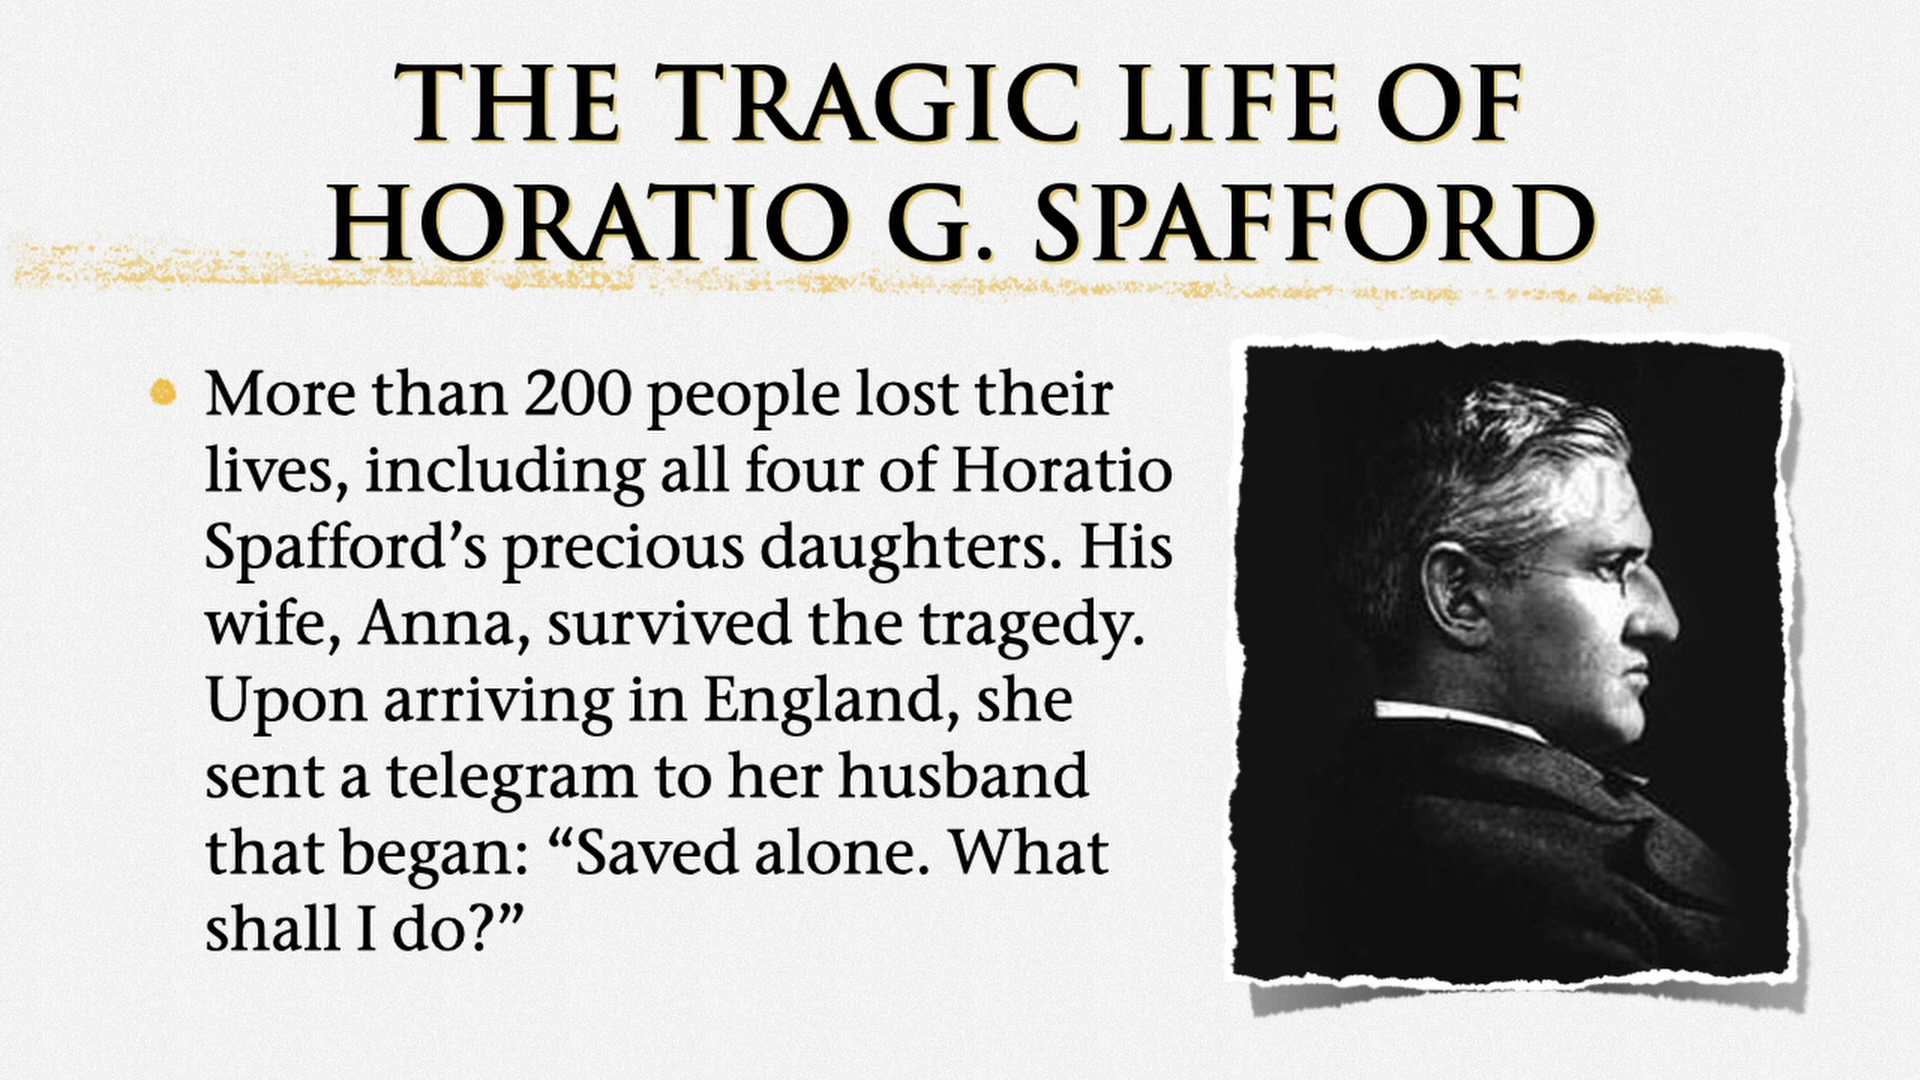 THE TRAGIC LIFE OF
HORATIO G. SPAFFORD
More than 200 people lost their
lives, including all four of Horatio
Spafford’s precious daughters. His
wife, Anna, survived the tragedy.
Upon arriving in England, she
sent a telegram to her husband
that began: “Saved alone. What
shall I do?”